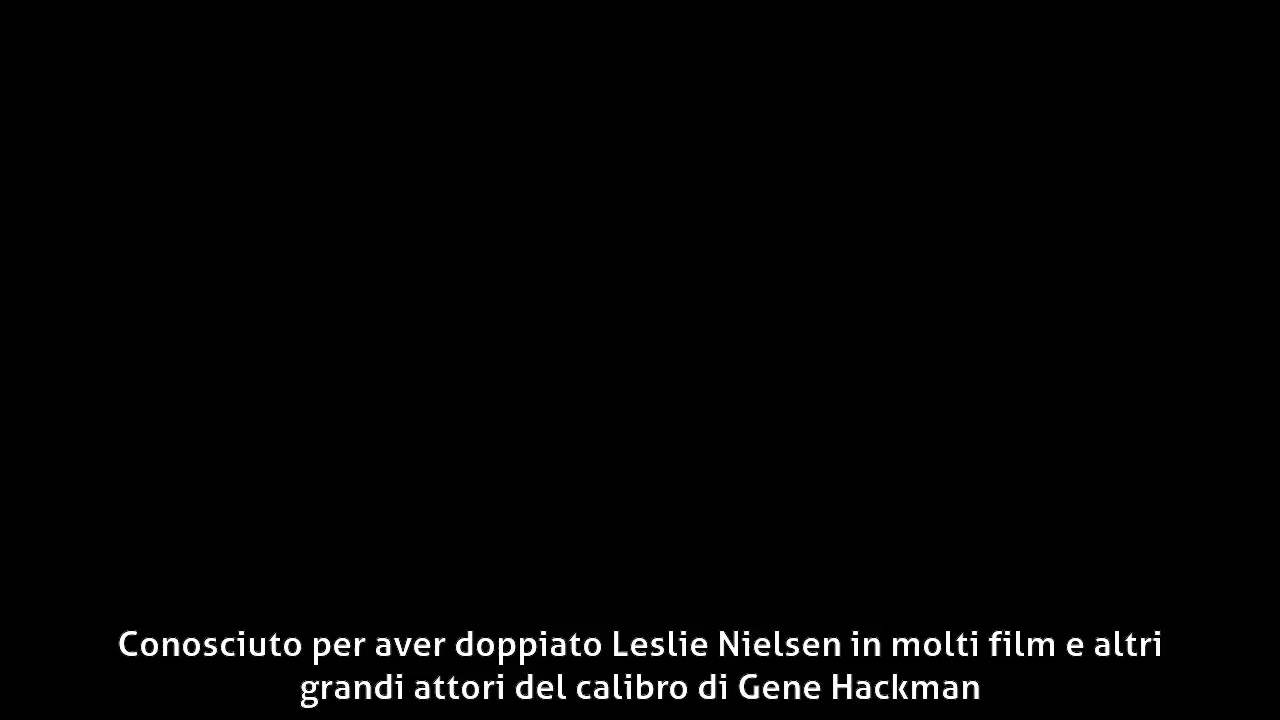 Conosciuto per aver doppiato Leslie Nielsen in molti film e altri
grandi attori del calibro di Gene Hackman